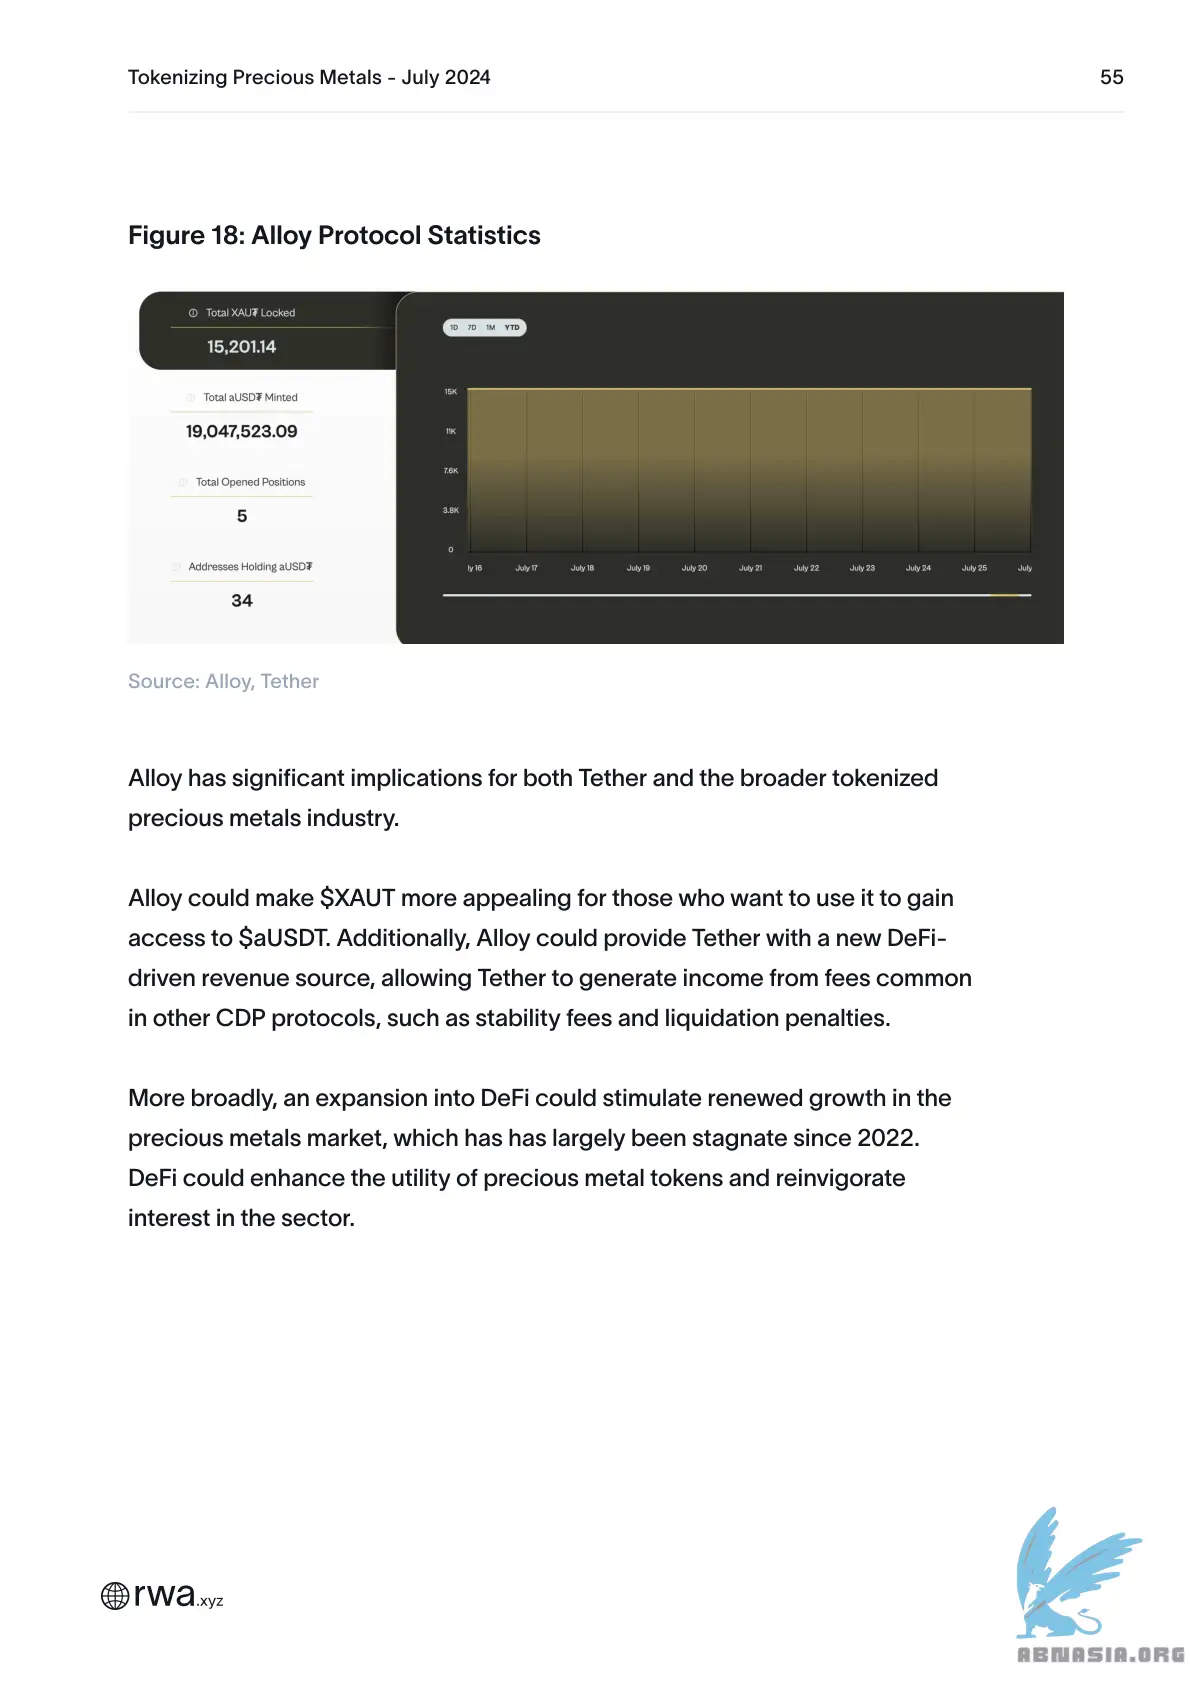 Tokenizing Precious Metals - July 2024
55
Figure 18: Alloy Protocol Statistics
Total XAU₮ Locked
15,201.14
Total aUSD₮ Minted
19,047,523.09
Total Opened Positions
5
Addresses Holding aUSD₮
34
1D 7D 1M YTD
15K
11K
7.6K
3.8K
0
ly 16 July 17 July 18 July 19 July 20 July 21 July 22 July 23 July 24 July 25 July
Source: Alloy, Tether
Alloy has significant implications for both Tether and the broader tokenized
precious metals industry.
Alloy could make $XAUT more appealing for those who want to use it to gain
access to $aUSDT. Additionally, Alloy could provide Tether with a new DeFi-
driven revenue source, allowing Tether to generate income from fees common
in other CDP protocols, such as stability fees and liquidation penalties.
More broadly, an expansion into DeFi could stimulate renewed growth in the
precious metals market, which has has largely been stagnate since 2022.
DeFi could enhance the utility of precious metal tokens and reinvigorate
interest in the sector.
rwa.xyz
ABNASIA.ORG